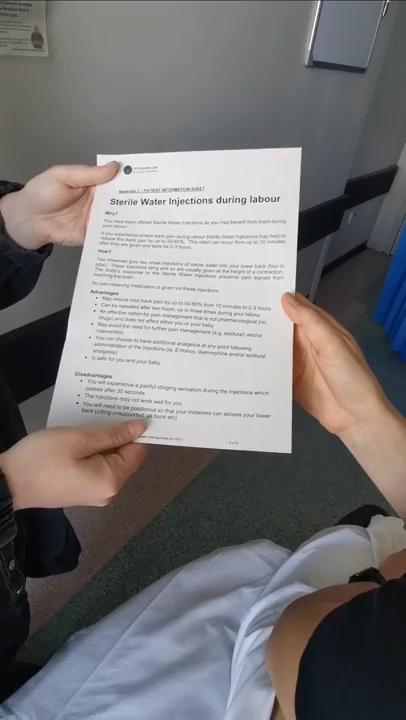 Appendix 1 – PATIENT INFORMATION SHEET
Sterile Water Injections during labour
Why?
You have been offered Sterile Water Injections as you may benefit from them during
your labour.
If you experience severe back pain during labour Sterile Water Injections may help to
reduce this back pain by up to 50-60%. This relief can occur from up to 10 minutes
after they are given and lasts for 2-3 hours.
How?
Two midwives give two small injections of sterile water into your lower back (four in
total). These injections sting and so are usually given at the height of a contraction.
The body's response to the Sterile Water Injections prevents pain signals from
reaching the brain.
No pain-relieving medication is given via these injections.
Advantages
• May reduce your back pain by up to 50-60% from 10 minutes to 2-3 hours
• Can be repeated after two hours, up to three times during your labour
• An effective option for pain management that is not pharmacological (no
drugs) and does not affect either you or your baby
• May avoid the need for further pain management (e.g. epidural) and/or
intervention
• You can choose to have additional analgesia at any point following
administration of the injections (ie. Entonox, diamorphine and/or epidural
analgesia)
• Is safe for you and your baby
Disadvantages
• You will experience a painful stinging sensation during the injections which
passes after 30 seconds
• The injections may not work well for you
• You will need to be positioned so that your midwives can access your lower
back (sitting unsupported, all fours etc)